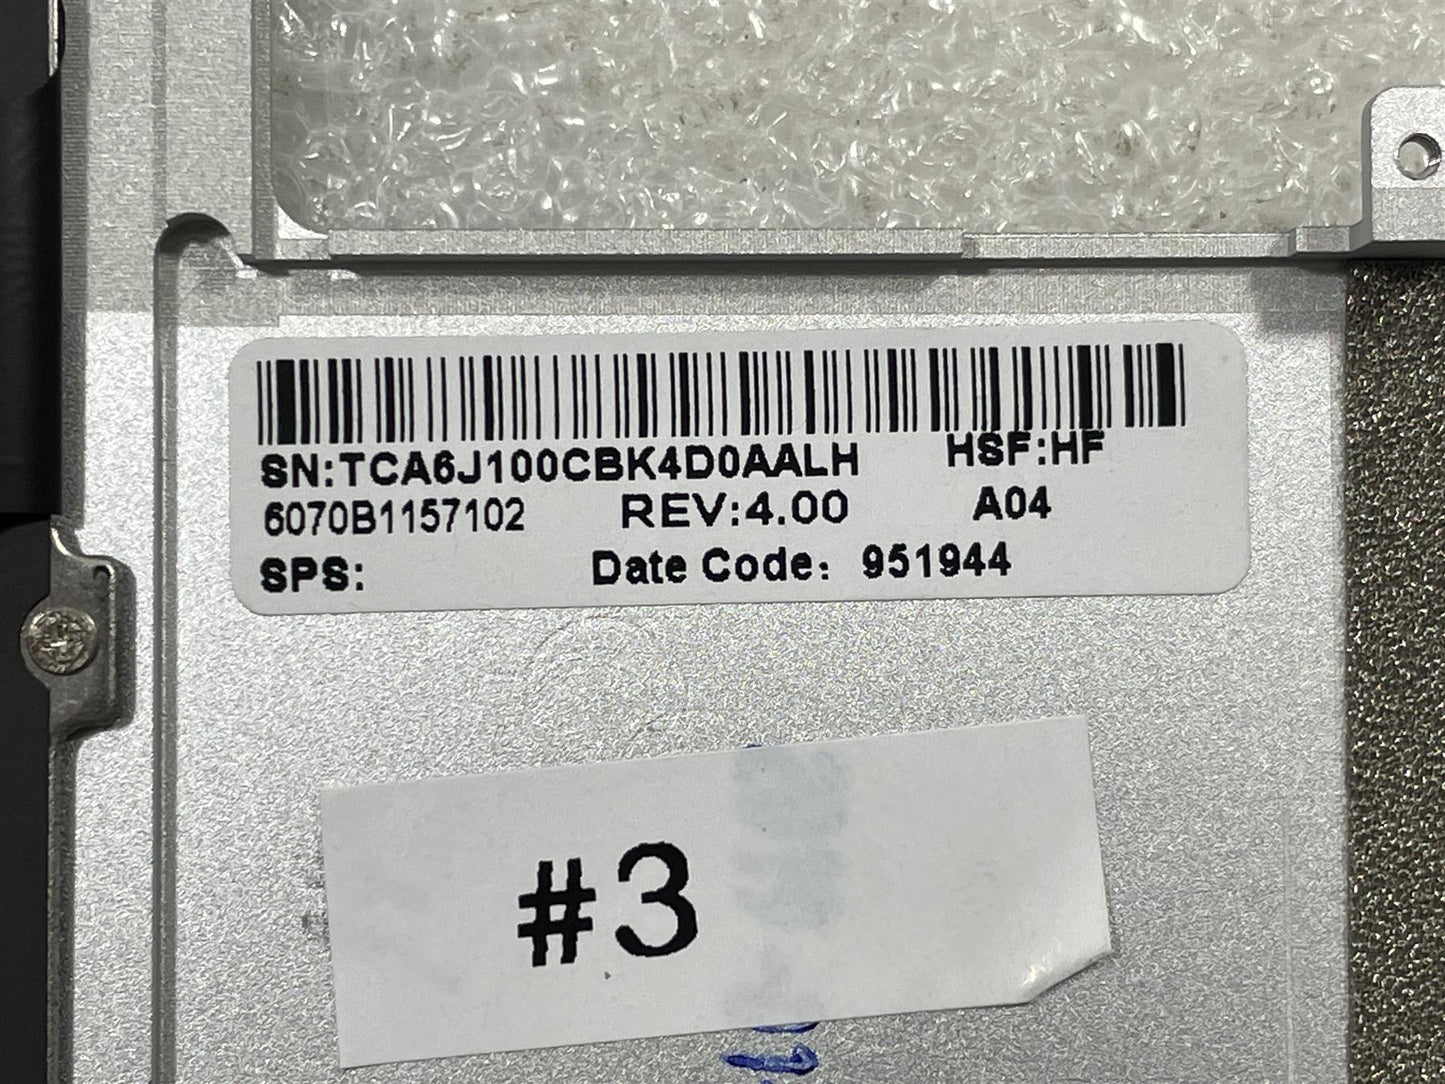 SN:TCA6J100CBK4D0AALH HSF:HF
6070B1157102 REV:4.00 A04
SPS: Date Code: 951944
#3